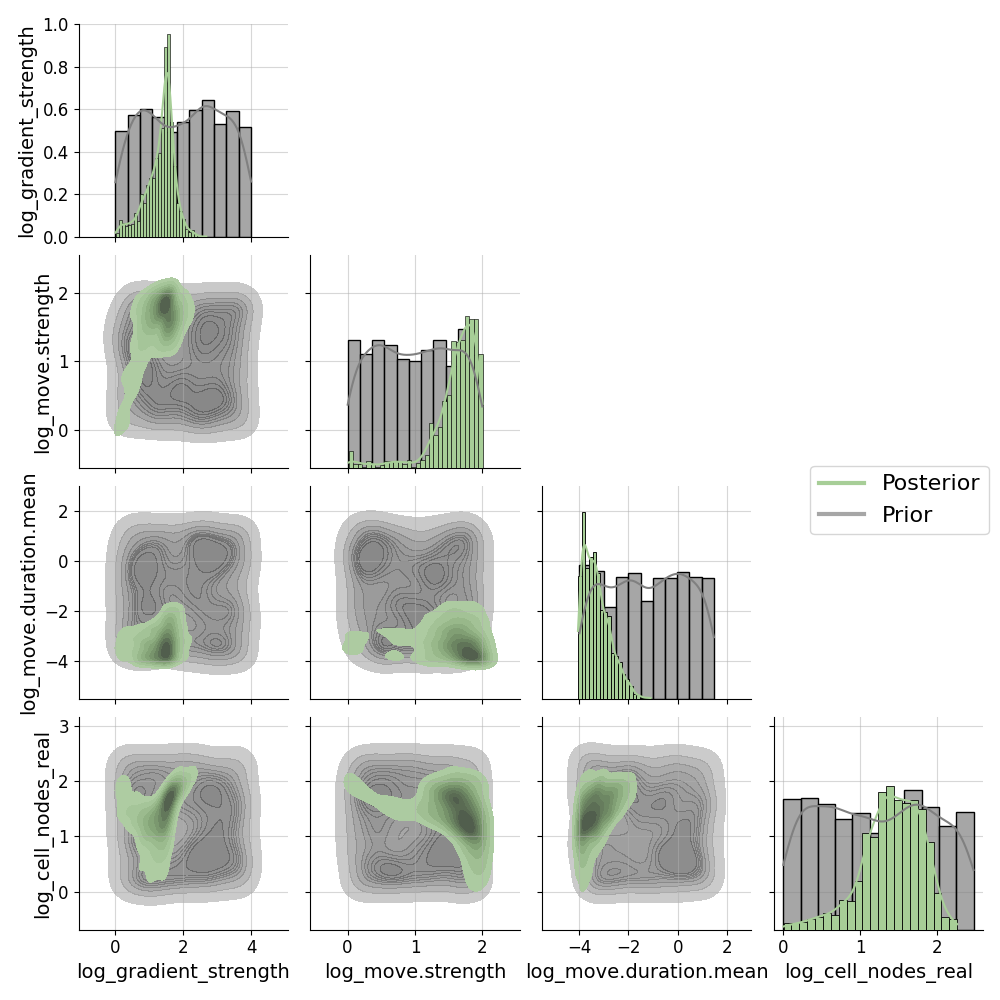 1.0
0.8
0.6
0.4
0.2
0.0
log_gradient_strength
2
1
0
log_move.strength
2
0
−2
−4
log_move.duration.mean
Posterior
Prior
3
2
1
0
log_cell_nodes_real
0 2 4
0 1 2
−4 −2 0 2
0 1 2
log_gradient_strength
log_move.strength
log_move.duration.mean
log_cell_nodes_real